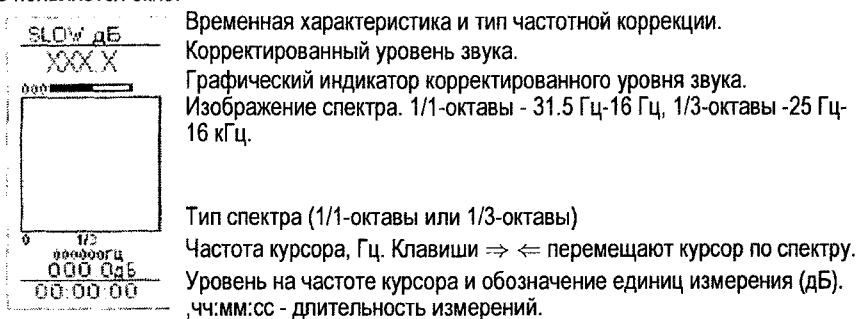 SLOW дБ
XXX.X
000
0 1/3
000000Гц
000 0дБ
00:00:00
Временная характеристика и тип частотной коррекции.
Корректированный уровень звука.
Графический индикатор корректированного уровня звука.
Изображение спектра. 1/1-октавы - 31.5 Гц-16 Гц, 1/3-октавы -25 Гц-
16 кГц.
Тип спектра (1/1-октавы или 1/3-октавы)
Частота курсора, Гц. Клавиши ⇒ ⇐ перемещают курсор по спектру.
Уровень на частоте курсора и обозначение единиц измерения (дБ).
,чч:мм:сс - длительность измерений.